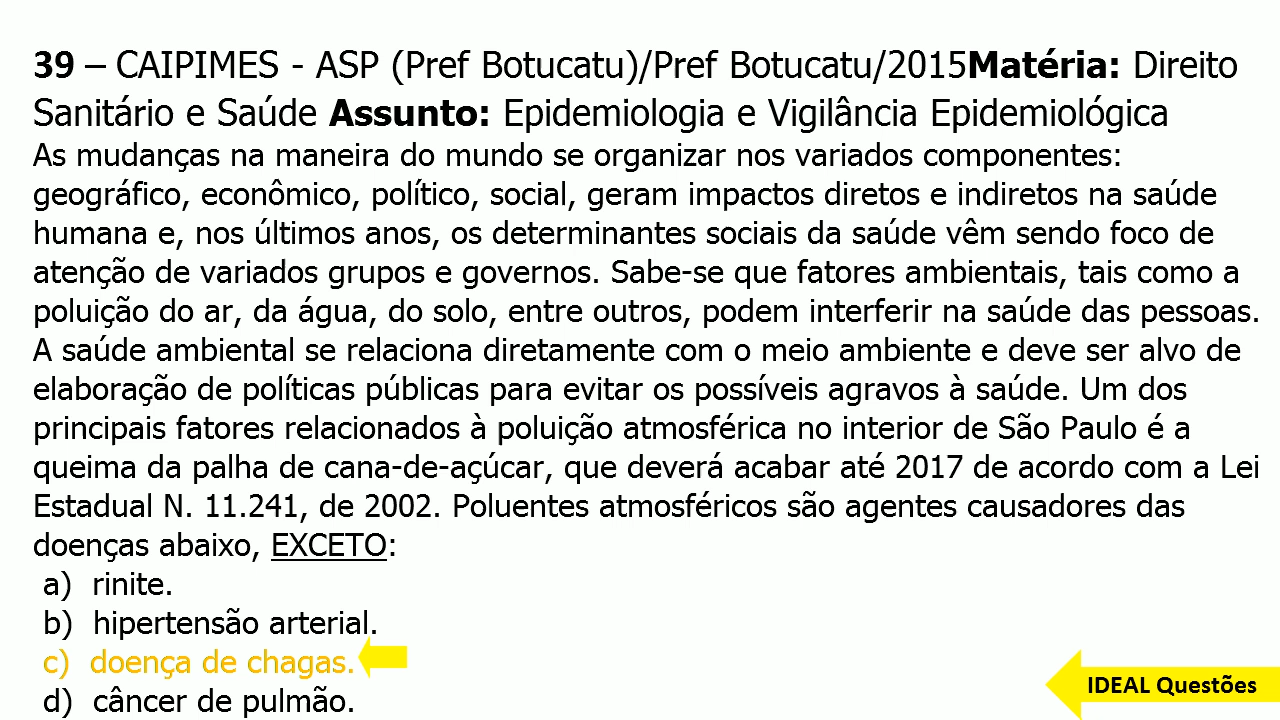 39 – CAIPIMES - ASP (Pref Botucatu)/Pref Botucatu/2015Matéria: Direito
Sanitário e Saúde Assunto: Epidemiologia e Vigilância Epidemiológica
As mudanças na maneira do mundo se organizar nos variados componentes:
geográfico, econômico, político, social, geram impactos diretos e indiretos na saúde
humana e, nos últimos anos, os determinantes sociais da saúde vêm sendo foco de
atenção de variados grupos e governos. Sabe-se que fatores ambientais, tais como a
poluição do ar, da água, do solo, entre outros, podem interferir na saúde das pessoas.
A saúde ambiental se relaciona diretamente com o meio ambiente e deve ser alvo de
elaboração de políticas públicas para evitar os possíveis agravos à saúde. Um dos
principais fatores relacionados à poluição atmosférica no interior de São Paulo é a
queima da palha de cana-de-açúcar, que deverá acabar até 2017 de acordo com a Lei
Estadual N. 11.241, de 2002. Poluentes atmosféricos são agentes causadores das
doenças abaixo, EXCETO:
a) rinite.
b) hipertensão arterial.
c) doença de chagas.
d) câncer de pulmão.
IDEAL Questões